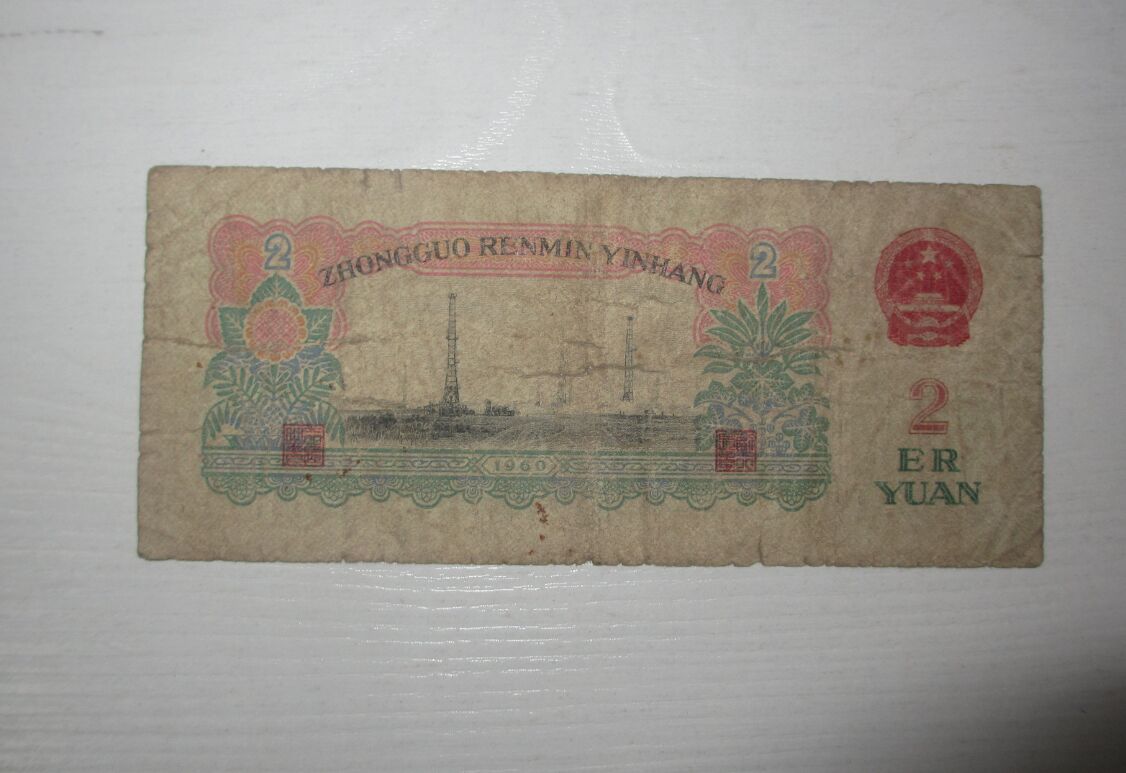 2
2
ZHONGGUO RENMIN YINHANG
1960
2
ER
YUAN